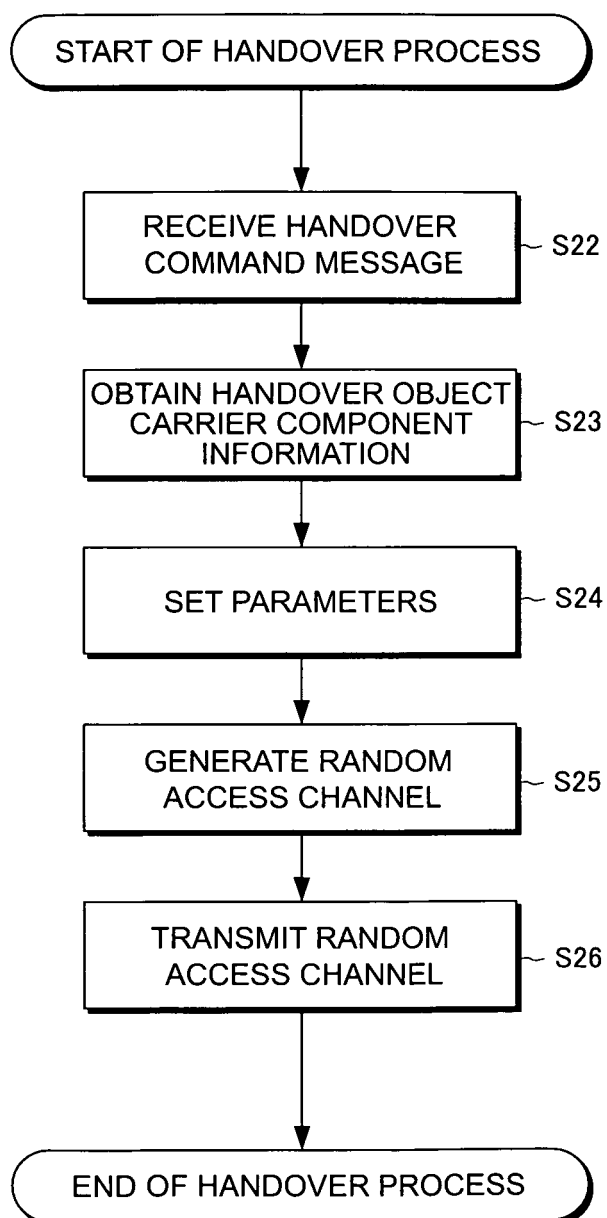 START OF HANDOVER PROCESS
RECEIVE HANDOVER
COMMAND MESSAGE
S22
OBTAIN HANDOVER OBJECT
CARRIER COMPONENT
INFORMATION
S23
SET PARAMETERS
S24
GENERATE RANDOM
ACCESS CHANNEL
S25
TRANSMIT RANDOM
ACCESS CHANNEL
S26
END OF HANDOVER PROCESS